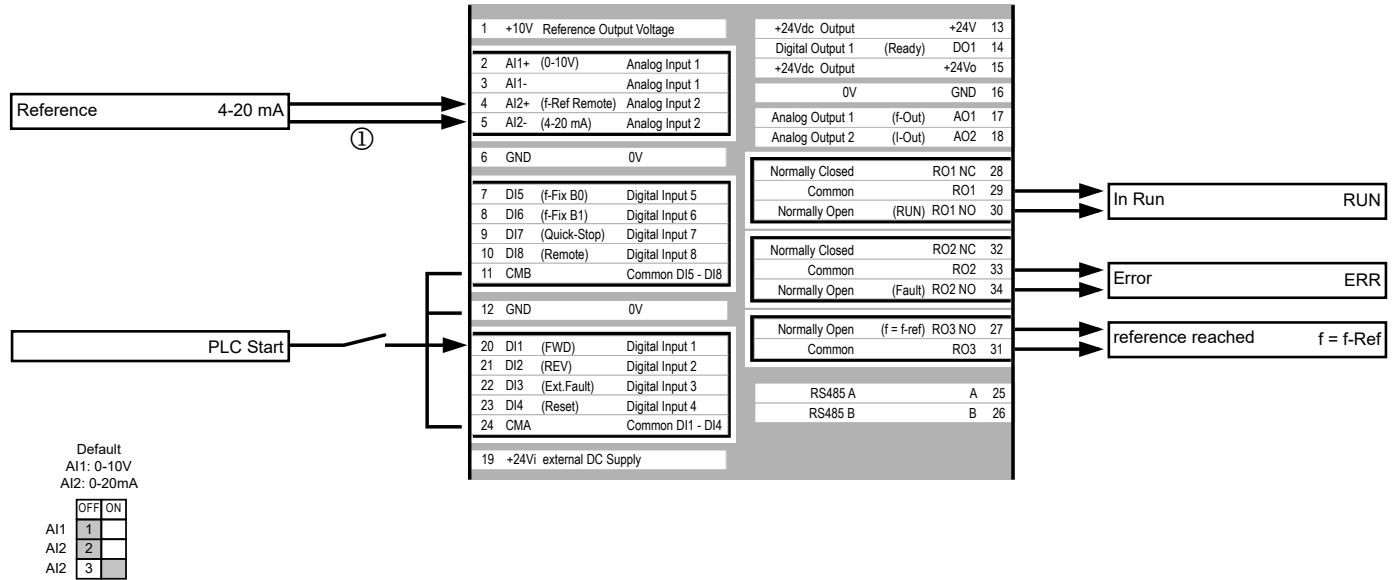 1 +10V Reference Output Voltage
2 AI1+ (0-10V) Analog Input 1
3 AI1- Analog Input 1
4 AI2+ (f-Ref Remote) Analog Input 2
5 AI2- (4-20 mA) Analog Input 2
6 GND 0V
7 DI5 (f-Fix B0) Digital Input 5
8 DI6 (f-Fix B1) Digital Input 6
9 DI7 (Quick-Stop) Digital Input 7
10 DI8 (Remote) Digital Input 8
11 CMB Common DI5 - DI8
12 GND 0V
20 DI1 (FWD) Digital Input 1
21 DI2 (REV) Digital Input 2
22 DI3 (Ext.Fault) Digital Input 3
23 DI4 (Reset) Digital Input 4
24 CMA Common DI1 - DI4
19 +24Vi external DC Supply
+24Vdc Output +24V 13
Digital Output 1 (Ready) DO1 14
+24Vdc Output +24Vo 15
0V GND 16
Analog Output 1 (f-Out) AO1 17
Analog Output 2 (I-Out) AO2 18
Normally Closed RO1 NC 28
Common RO1 29
Normally Open (RUN) RO1 NO 30
Normally Closed RO2 NC 32
Common RO2 33
Normally Open (Fault) RO2 NO 34
Normally Open (f = f-ref) RO3 NO 27
Common RO3 31
RS485 A A 25
RS485 B B 26
Reference 4-20 mA
①
PLC Start
In Run RUN
Error ERR
reference reached f = f-Ref
Default
AI1: 0-10V
AI2: 0-20mA
OFF ON
AI1 1
AI2 2
AI2 3